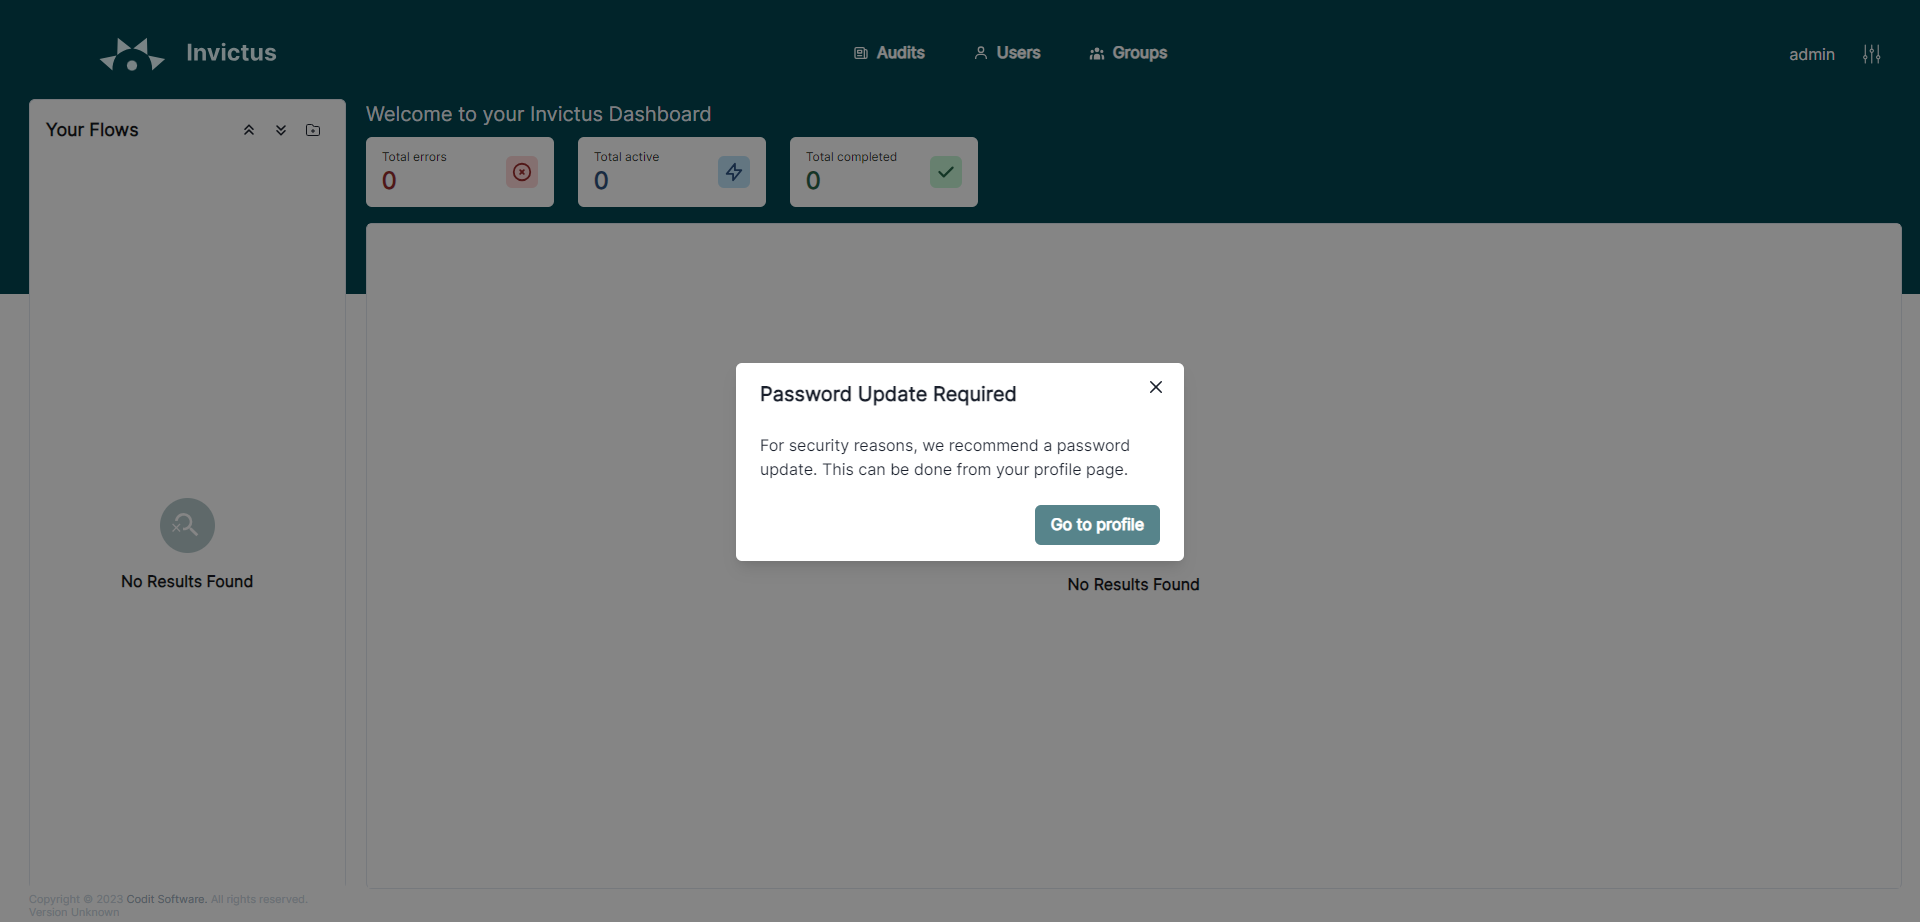 Invictus
Audits
Users
Groups
admin
Your Flows
Welcome to your Invictus Dashboard
Total errors
0
Total active
0
Total completed
0
Password Update Required
For security reasons, we recommend a password
update. This can be done from your profile page.
Go to profile
No Results Found
No Results Found
Copyright © 2023 Codit Software. All rights reserved.
Version Unknown